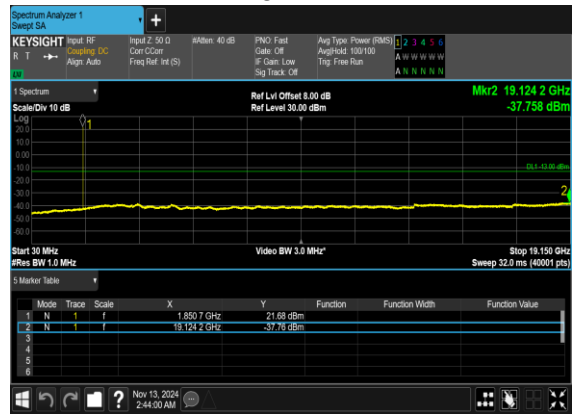 Spectrum Analyzer 1
Swept SA
+
KEYSIGHT Input: RF Input Z: 50 Ω #Atten: 40 dB PNO: Fast Avg Type: Power (RMS) 1 2 3 4 5 6
R T Coupling: DC Corr CCorr Gate: Off Avg|Hold: 100/100 A W W W W W
Align: Auto Freq Ref: Int (S) IF Gain: Low Trig: Free Run A N N N N N
Sig Track: Off
1 Spectrum
Ref Lvl Offset 8.00 dB Mkr2 19.124 2 GHz
Scale/Div 10 dB Ref Level 30.00 dBm -37.758 dBm
Log
1
20.0
10.0
0.00
-10.0
DL1 -13.00 dBm
-20.0
-30.0
2
-40.0
-50.0
-60.0
Start 30 MHz Video BW 3.0 MHz* Stop 19.150 GHz
#Res BW 1.0 MHz Sweep 32.0 ms (40001 pts)
5 Marker Table
Mode Trace Scale X Y Function Function Width Function Value
1 N 1 f 1.850 7 GHz 21.68 dBm
2 N 1 f 19.124 2 GHz -37.76 dBm
3
4
5
6
? Nov 13, 2024
2:44:00 AM